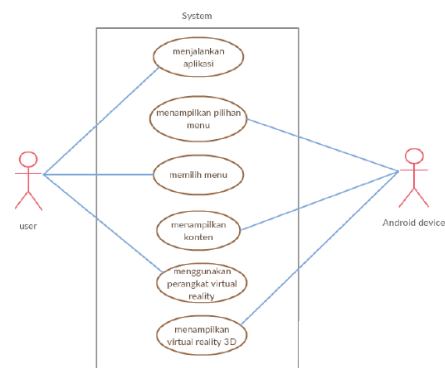 System
menjalankan
aplikasi
menampilkan pilihan
menu
memilih menu
menampilkan
konten
menggunakan
perangkat virtual
reality
menampilkan
virtual reality 3D
user
Android device